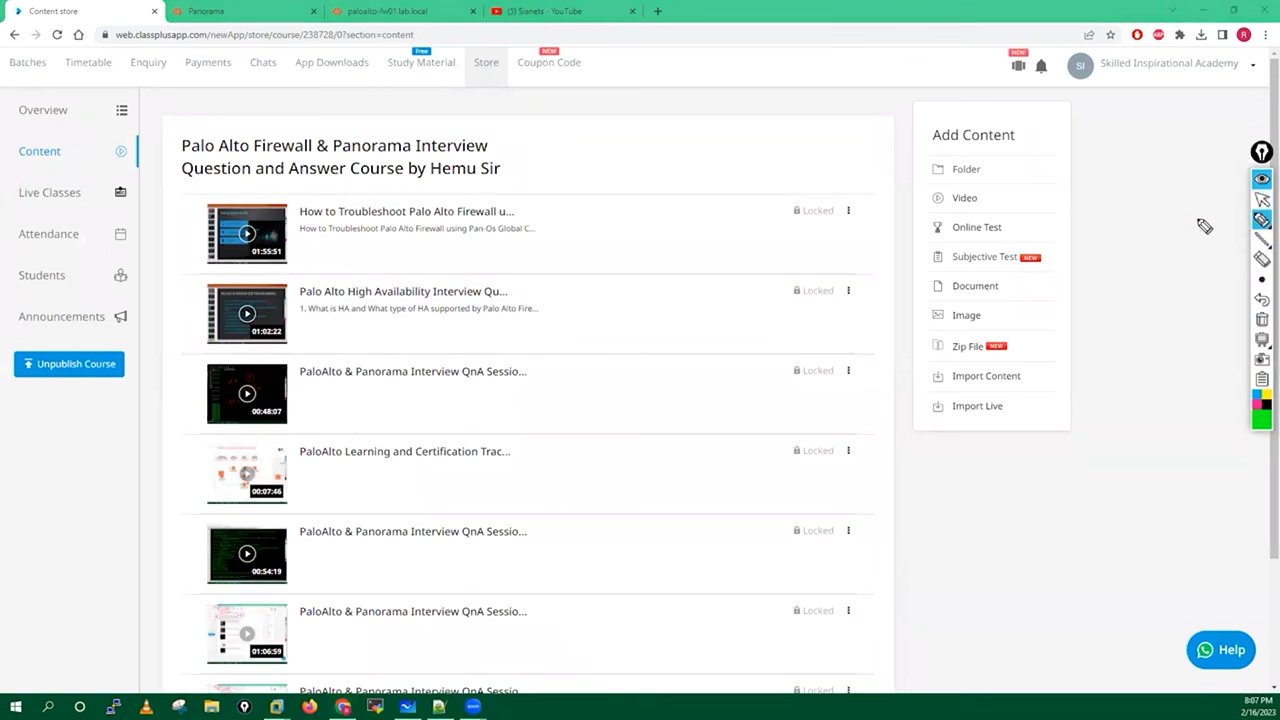 Content store
Panorama
paloalto-fw01.lab.local
(5) Sianets - YouTube
web.classplusapp.com/newApp/store/course/238728/0?section=content
ABP
R
Free
NEW
NEW
Batches
Timetable
Enquiry
Payments
Chats
App Downloads
Study Material
Store
Coupon Code
SI
Skilled Inspirational Academy
Overview
Content
Live Classes
Attendance
Students
Announcements
Unpublish Course
Palo Alto Firewall & Panorama Interview
Question and Answer Course by Hemu Sir
How to Troubleshoot Palo Alto Firewall u...
Locked
How to Troubleshoot Palo Alto Firewall using Pan-Os Global C...
01:55:51
Palo Alto High Availability Interview Qu...
Locked
1. What is HA and What type of HA supported by Palo Alto Fire...
01:02:22
PaloAlto & Panorama Interview QnA Sessio...
Locked
00:48:07
PaloAlto Learning and Certification Trac...
Locked
00:07:46
PaloAlto & Panorama Interview QnA Sessio...
Locked
00:54:19
PaloAlto & Panorama Interview QnA Sessio...
Locked
01:06:59
PaloAlto & Panorama Interview QnA Sessio...
Locked
Add Content
Folder
Video
Online Test
Subjective Test NEW
Document
Image
Zip File NEW
Import Content
Import Live
Help
8:07 PM
2/16/2023